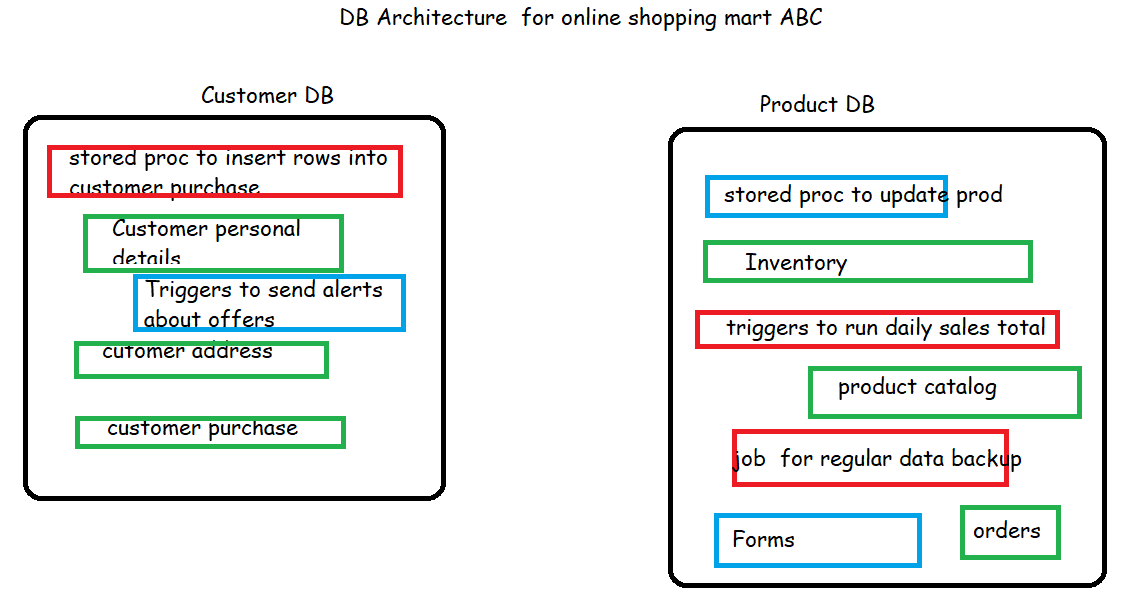 DB Architecture for online shopping mart ABC
Customer DB
stored proc to insert rows into
customer purchase
Customer personal
details
Triggers to send alerts
about offers
cutomer address
customer purchase
Product DB
stored proc to update prod
Inventory
triggers to run daily sales total
product catalog
job for regular data backup
Forms
orders